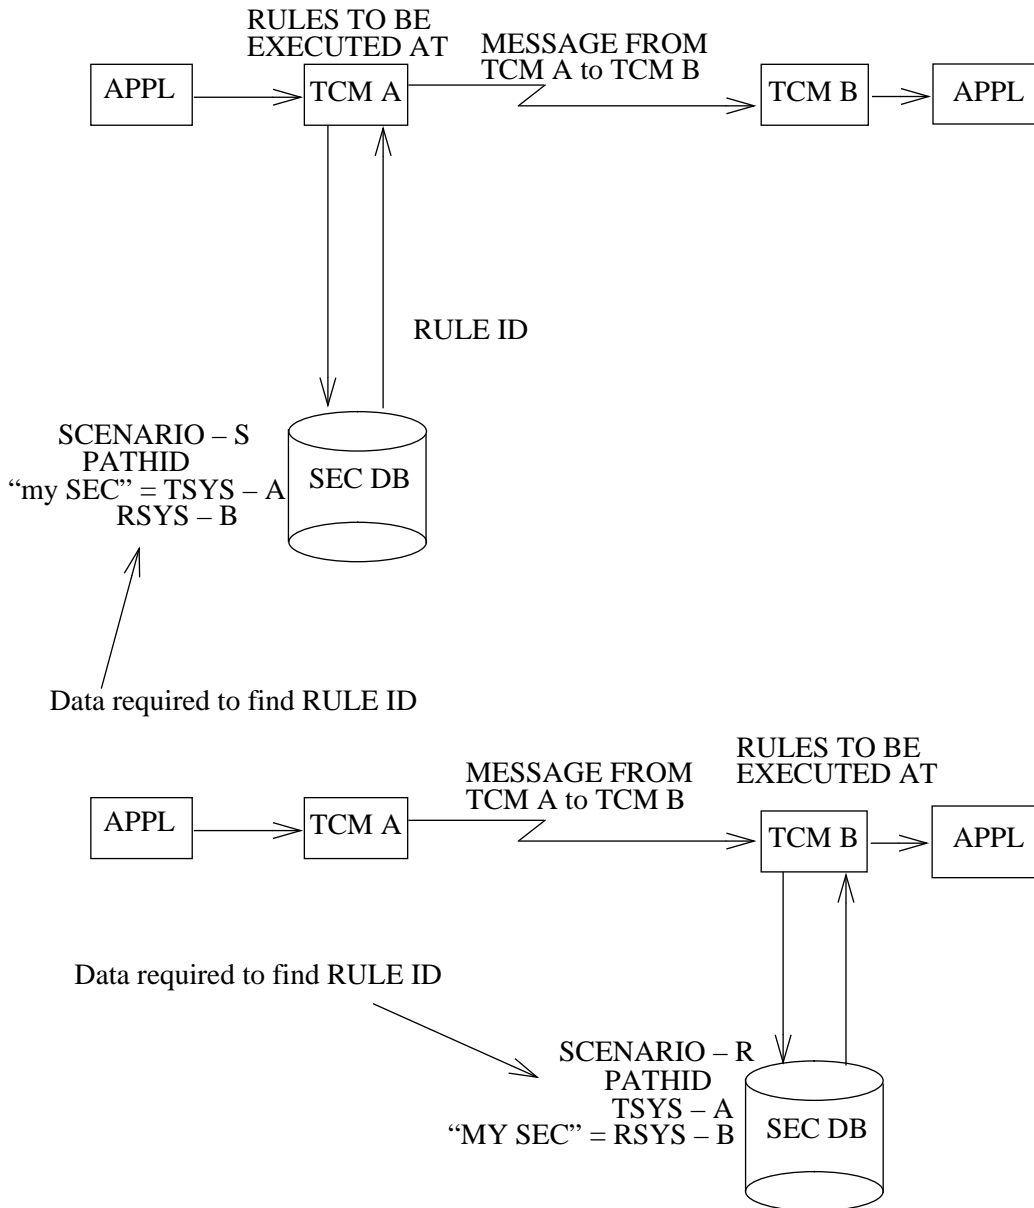 RULES TO BE
EXECUTED AT
MESSAGE FROM
TCM A to TCM B
APPL
TCM A
TCM B
APPL
RULE ID
SCENARIO – S
PATHID
“my SEC” = TSYS – A
RSYS – B
SEC DB
Data required to find RULE ID
RULES TO BE
EXECUTED AT
MESSAGE FROM
TCM A to TCM B
APPL
TCM A
TCM B
APPL
Data required to find RULE ID
SCENARIO – R
PATHID
TSYS – A
“MY SEC” = RSYS – B
SEC DB